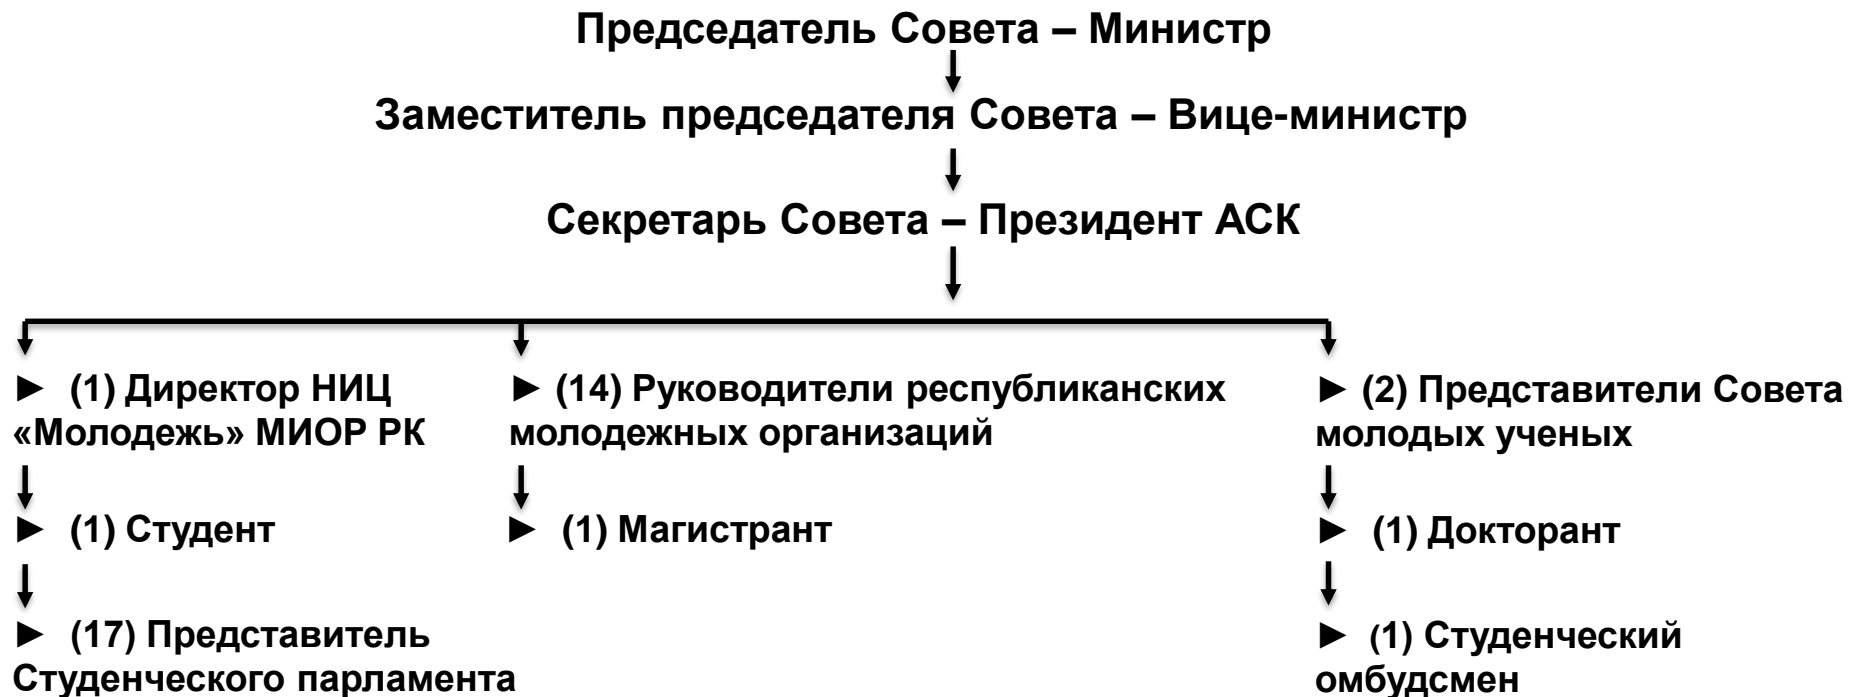 Председатель Совета – Министр
Заместитель председателя Совета – Вице-министр
Секретарь Совета – Президент АСК
► (1) Директор НИЦ
«Молодежь» МИОР РК
► (1) Студент
► (17) Представитель
Студенческого парламента
► (14) Руководители республиканских
молодежных организаций
► (1) Магистрант
► (2) Представители Совета
молодых ученых
► (1) Докторант
► (1) Студенческий
омбудсмен